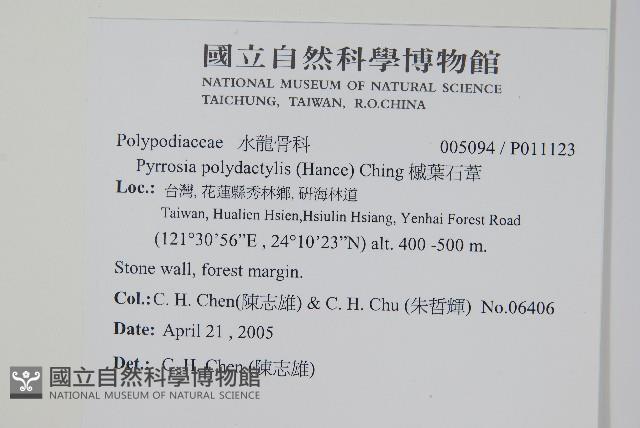 國立自然科學博物館
NATIONAL MUSEUM OF NATURAL SCIENCE
TAICHUNG, TAIWAN, R.O.CHINA
Polypodiaceae 水龍骨科 005094 / P011123
Pyrrosia polydactylis (Hance) Ching 槭葉石葦
Loc.: 台灣, 花蓮縣秀林鄉, 研海林道
Taiwan, Hualien Hsien,Hsiulin Hsiang, Yenhai Forest Road
(121°30'56”E , 24°10'23”N) alt. 400 -500 m.
Stone wall, forest margin.
Col.: C. H. Chen(陳志雄) & C. H. Chu (朱哲輝) No.06406
Date: April 21 , 2005
Det.: C. H. Chen (陳志雄)
國立自然科學博物館
NATIONAL MUSEUM OF NATURAL SCIENCE